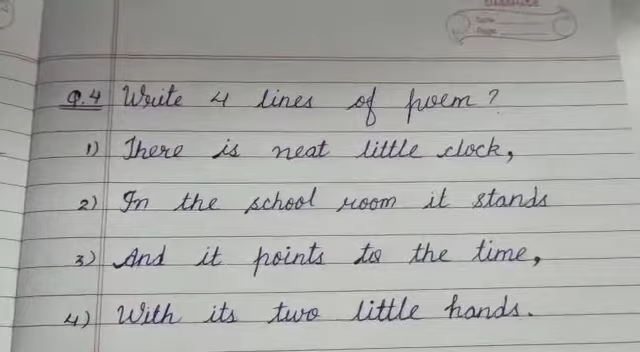 Q.4 Write 4 lines of poem?
1) There is neat little clock,
2) In the school room it stands
3) And it points to the time,
4) With its two little hands.